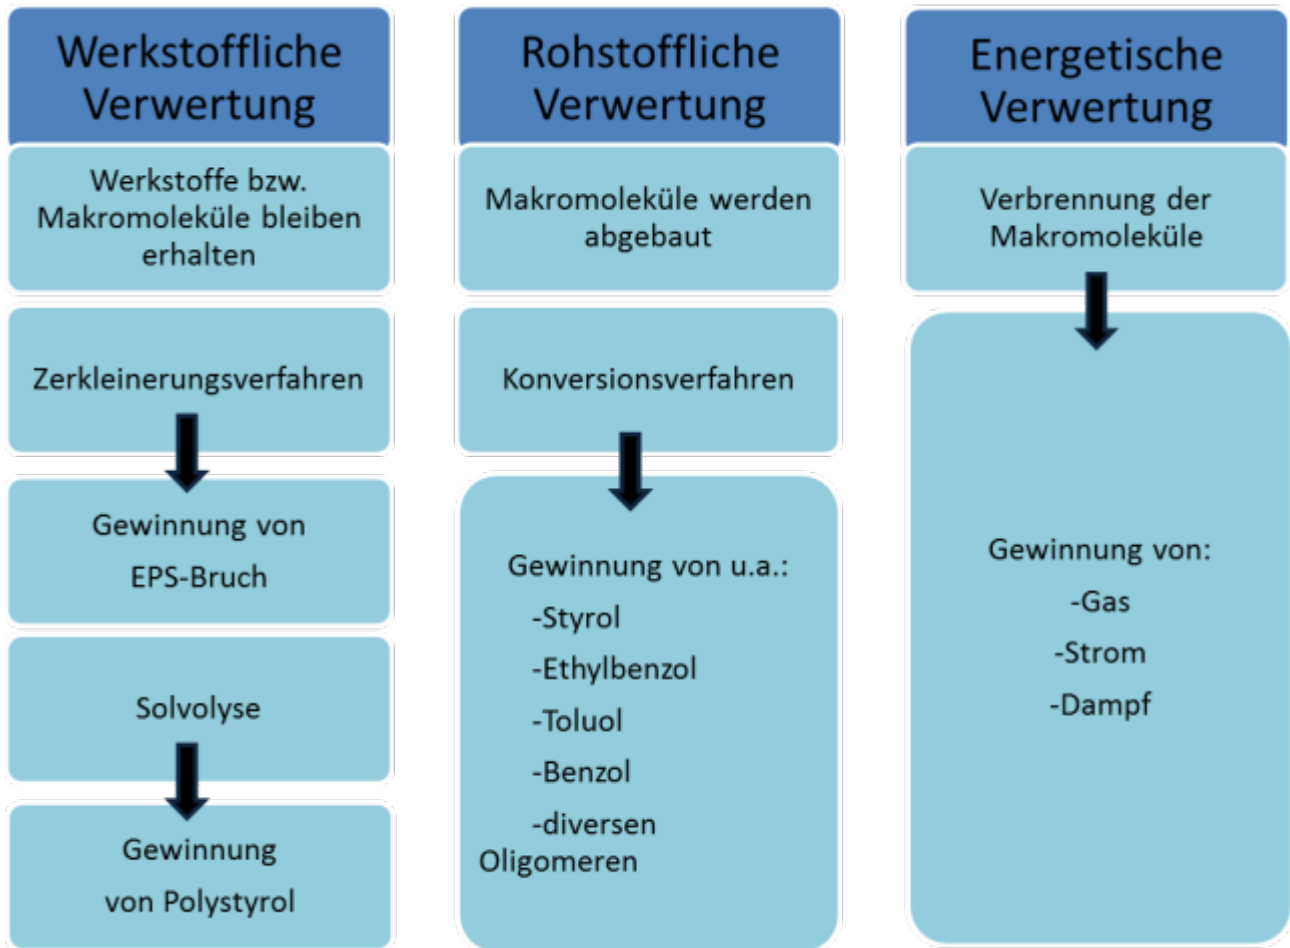 Werkstoffliche
Verwertung
Werkstoffe bzw.
Makromoleküle bleiben
erhalten
Zerkleinerungsverfahren
Gewinnung von
EPS-Bruch
Solvolyse
Gewinnung
von Polystyrol
Rohstoffliche
Verwertung
Makromoleküle werden
abgebaut
Konversionsverfahren
Gewinnung von u.a.:
-Styrol
-Ethylbenzol
-Toluol
-Benzol
-diversen
Oligomeren
Energetische
Verwertung
Verbrennung der
Makromoleküle
Gewinnung von:
-Gas
-Strom
-Dampf